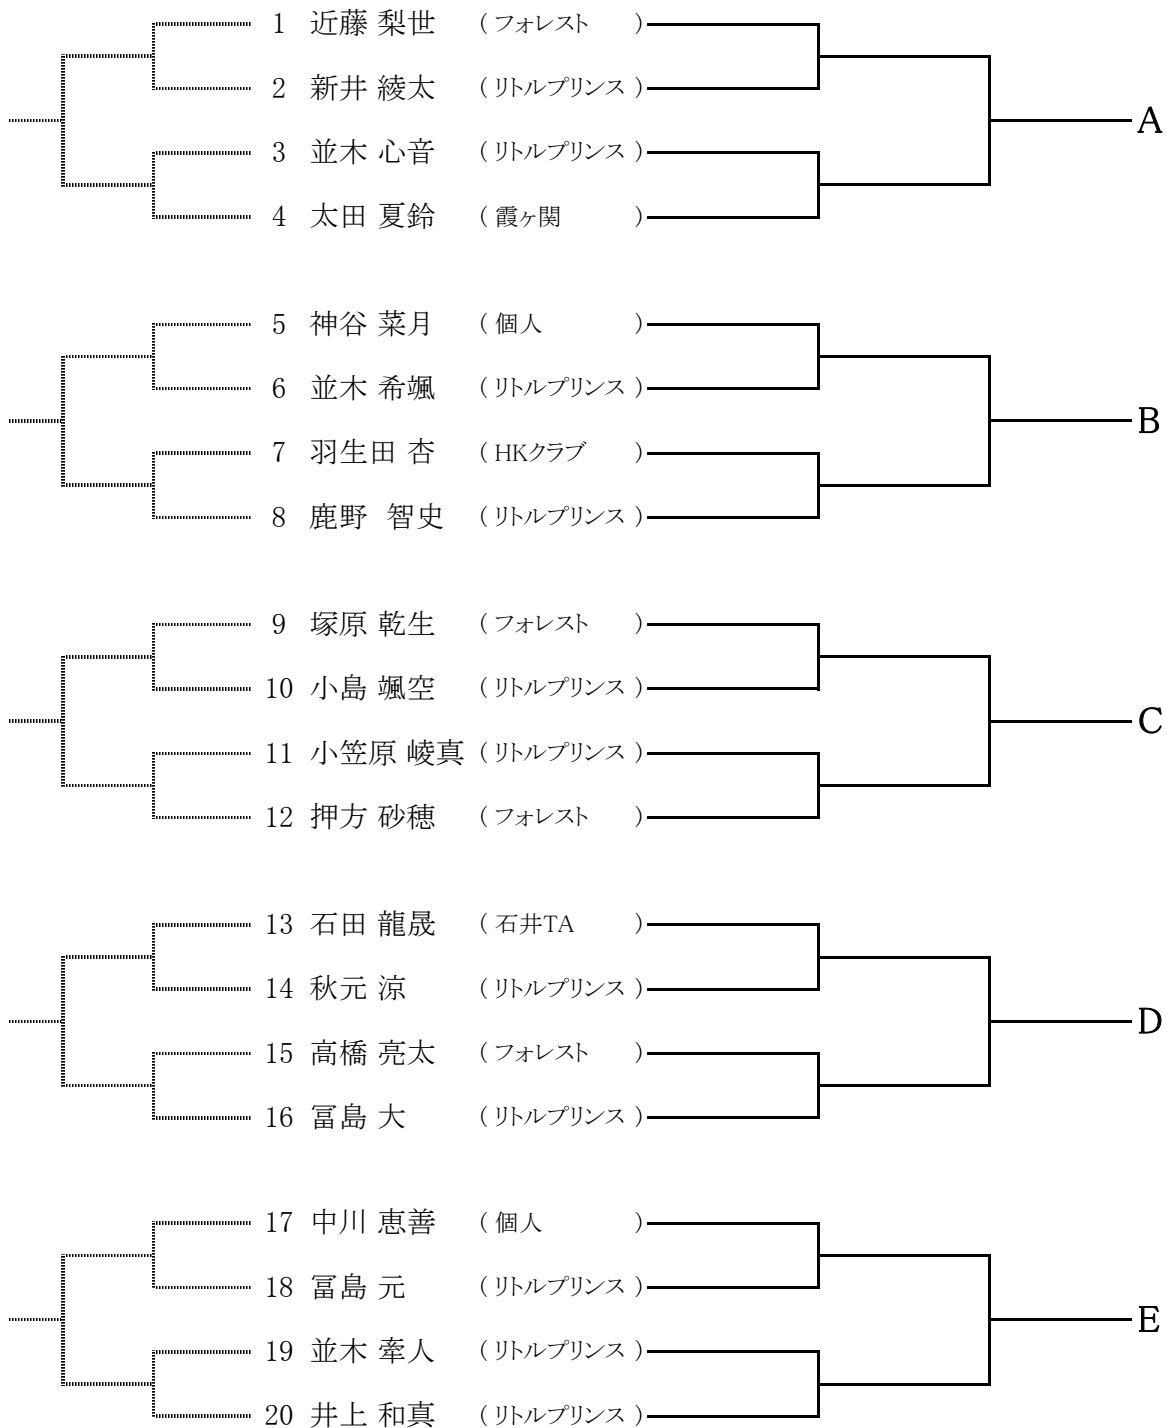 1 近藤 梨世 ( フォレスト )
2 新井 綾太 ( リトルプリンス )
A
3 並木 心音 ( リトルプリンス )
4 太田 夏鈴 ( 霞ヶ関 )
5 神谷 菜月 ( 個人 )
6 並木 希颯 ( リトルプリンス )
B
7 羽生田 杏 ( HKクラブ )
8 鹿野 智史 ( リトルプリンス )
9 塚原 乾生 ( フォレスト )
10 小島 颯空 ( リトルプリンス )
C
11 小笠原 崚真 ( リトルプリンス )
12 押方 砂穂 ( フォレスト )
13 石田 龍晟 ( 石井TA )
14 秋元 涼 ( リトルプリンス )
D
15 高橋 亮太 ( フォレスト )
16 冨島 大 ( リトルプリンス )
17 中川 恵善 ( 個人 )
18 冨島 元 ( リトルプリンス )
E
19 並木 牽人 ( リトルプリンス )
20 井上 和真 ( リトルプリンス )